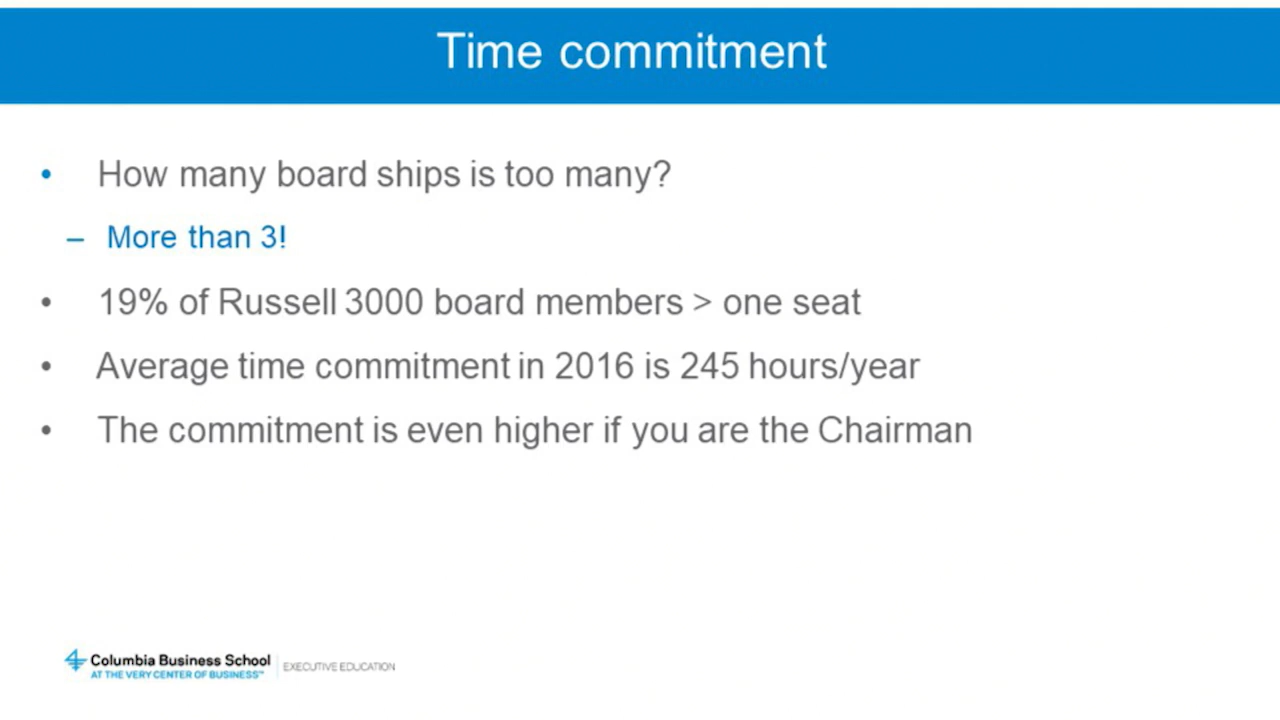 Time commitment
• How many board ships is too many?
– More than 3!
• 19% of Russell 3000 board members > one seat
• Average time commitment in 2016 is 245 hours/year
• The commitment is even higher if you are the Chairman
Columbia Business School | EXECUTIVE EDUCATION
AT THE VERY CENTER OF BUSINESS™